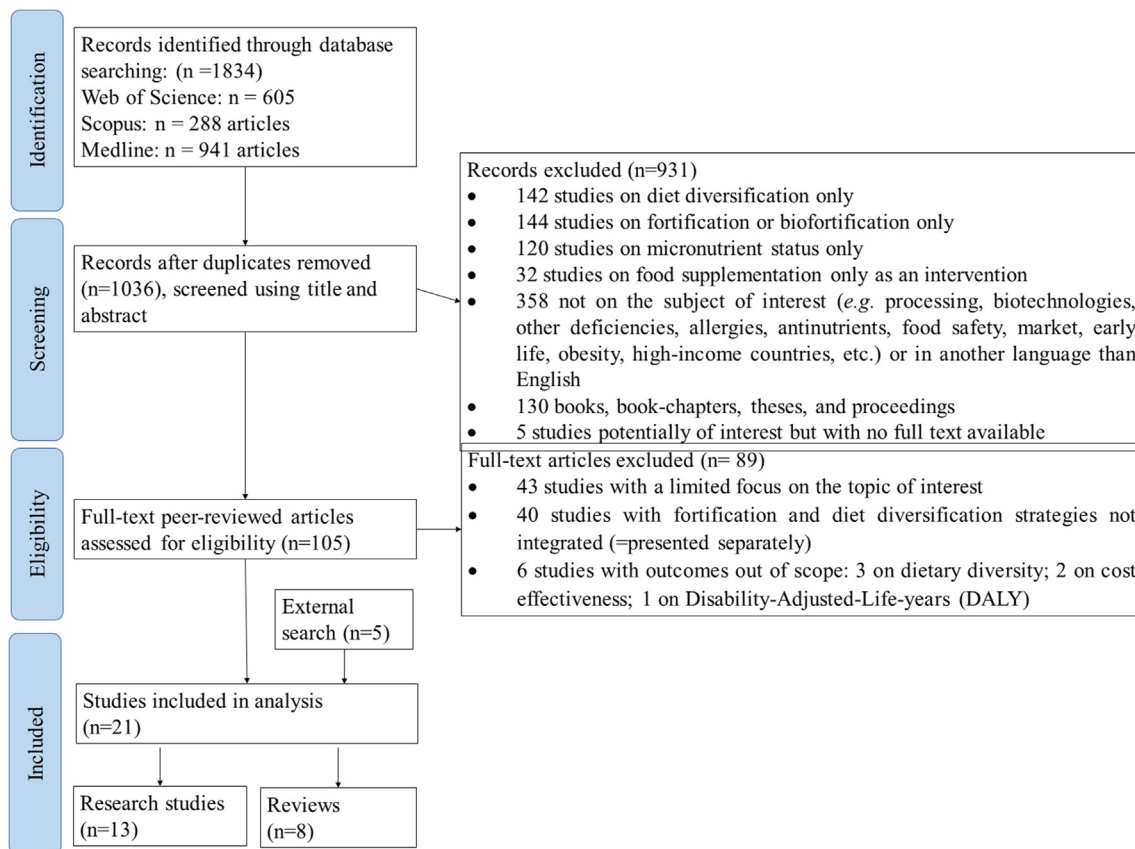 Identification
Records identified through database
searching: (n =1834)
Web of Science: n = 605
Scopus: n = 288 articles
Medline: n = 941 articles
Screening
Records after duplicates removed
(n=1036), screened using title and
abstract
Records excluded (n=931)
• 142 studies on diet diversification only
• 144 studies on fortification or biofortification only
• 120 studies on micronutrient status only
• 32 studies on food supplementation only as an intervention
• 358 not on the subject of interest (e.g. processing, biotechnologies,
other deficiencies, allergies, antinutrients, food safety, market, early
life, obesity, high-income countries, etc.) or in another language than
English
• 130 books, book-chapters, theses, and proceedings
• 5 studies potentially of interest but with no full text available
Eligibility
Full-text peer-reviewed articles
assessed for eligibility (n=105)
Full-text articles excluded (n= 89)
• 43 studies with a limited focus on the topic of interest
• 40 studies with fortification and diet diversification strategies not
integrated (=presented separately)
• 6 studies with outcomes out of scope: 3 on dietary diversity; 2 on cost
effectiveness; 1 on Disability-Adjusted-Life-years (DALY)
External
search (n=5)
Included
Studies included in analysis
(n=21)
Research studies
(n=13)
Reviews
(n=8)